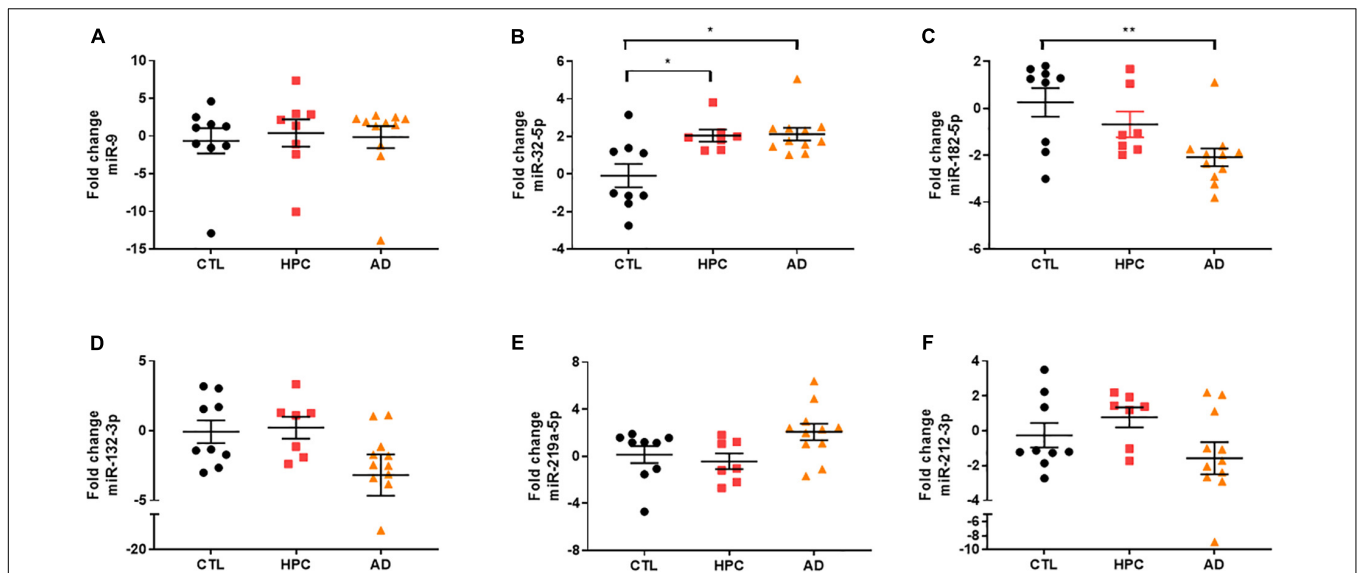 A
Fold change
miR-9
10
5
0
-5
-10
-15
CTL HPC AD
B
Fold change
miR-32-5p
6
4
2
0
-2
-4
*
*
CTL HPC AD
C
Fold change
miR-182-5p
2
0
-2
-4
-6
**
CTL HPC AD
D
Fold change
miR-132-3p
5
0
-5
-20
CTL HPC AD
E
Fold change
miR-219a-5p
8
4
0
-4
-8
CTL HPC AD
F
Fold change
miR-212-3p
4
2
0
-2
-4
-6
-8
-10
CTL HPC AD